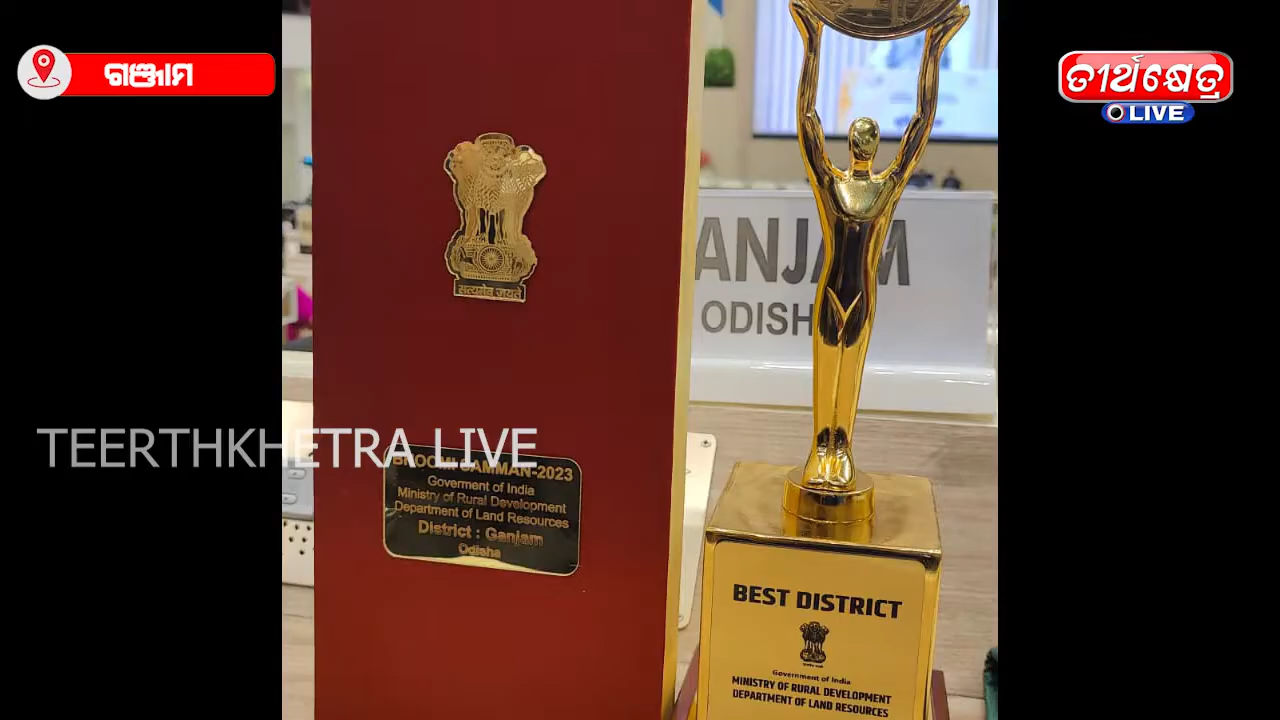 ଗଞ୍ଜାମ
ତୀର୍ଥକ୍ଷେତ୍ର
LIVE
सत्यमेव जयते
ANJAM
ODISH
TEERTHKHETRA LIVE
BHOOMI SAMMAN-2023
Goverment of India
Ministry of Rural Development
Department of Land Resources
District : Ganjam
Odisha
BEST DISTRICT
Government of India
MINISTRY OF RURAL DEVELOPMENT
DEPARTMENT OF LAND RESOURCES